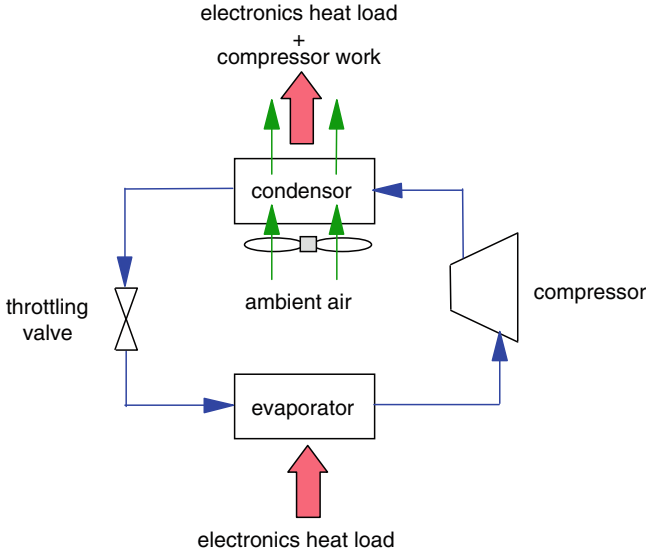 electronics heat load
+
compressor work
condensor
ambient air
throttling
valve
compressor
evaporator
electronics heat load